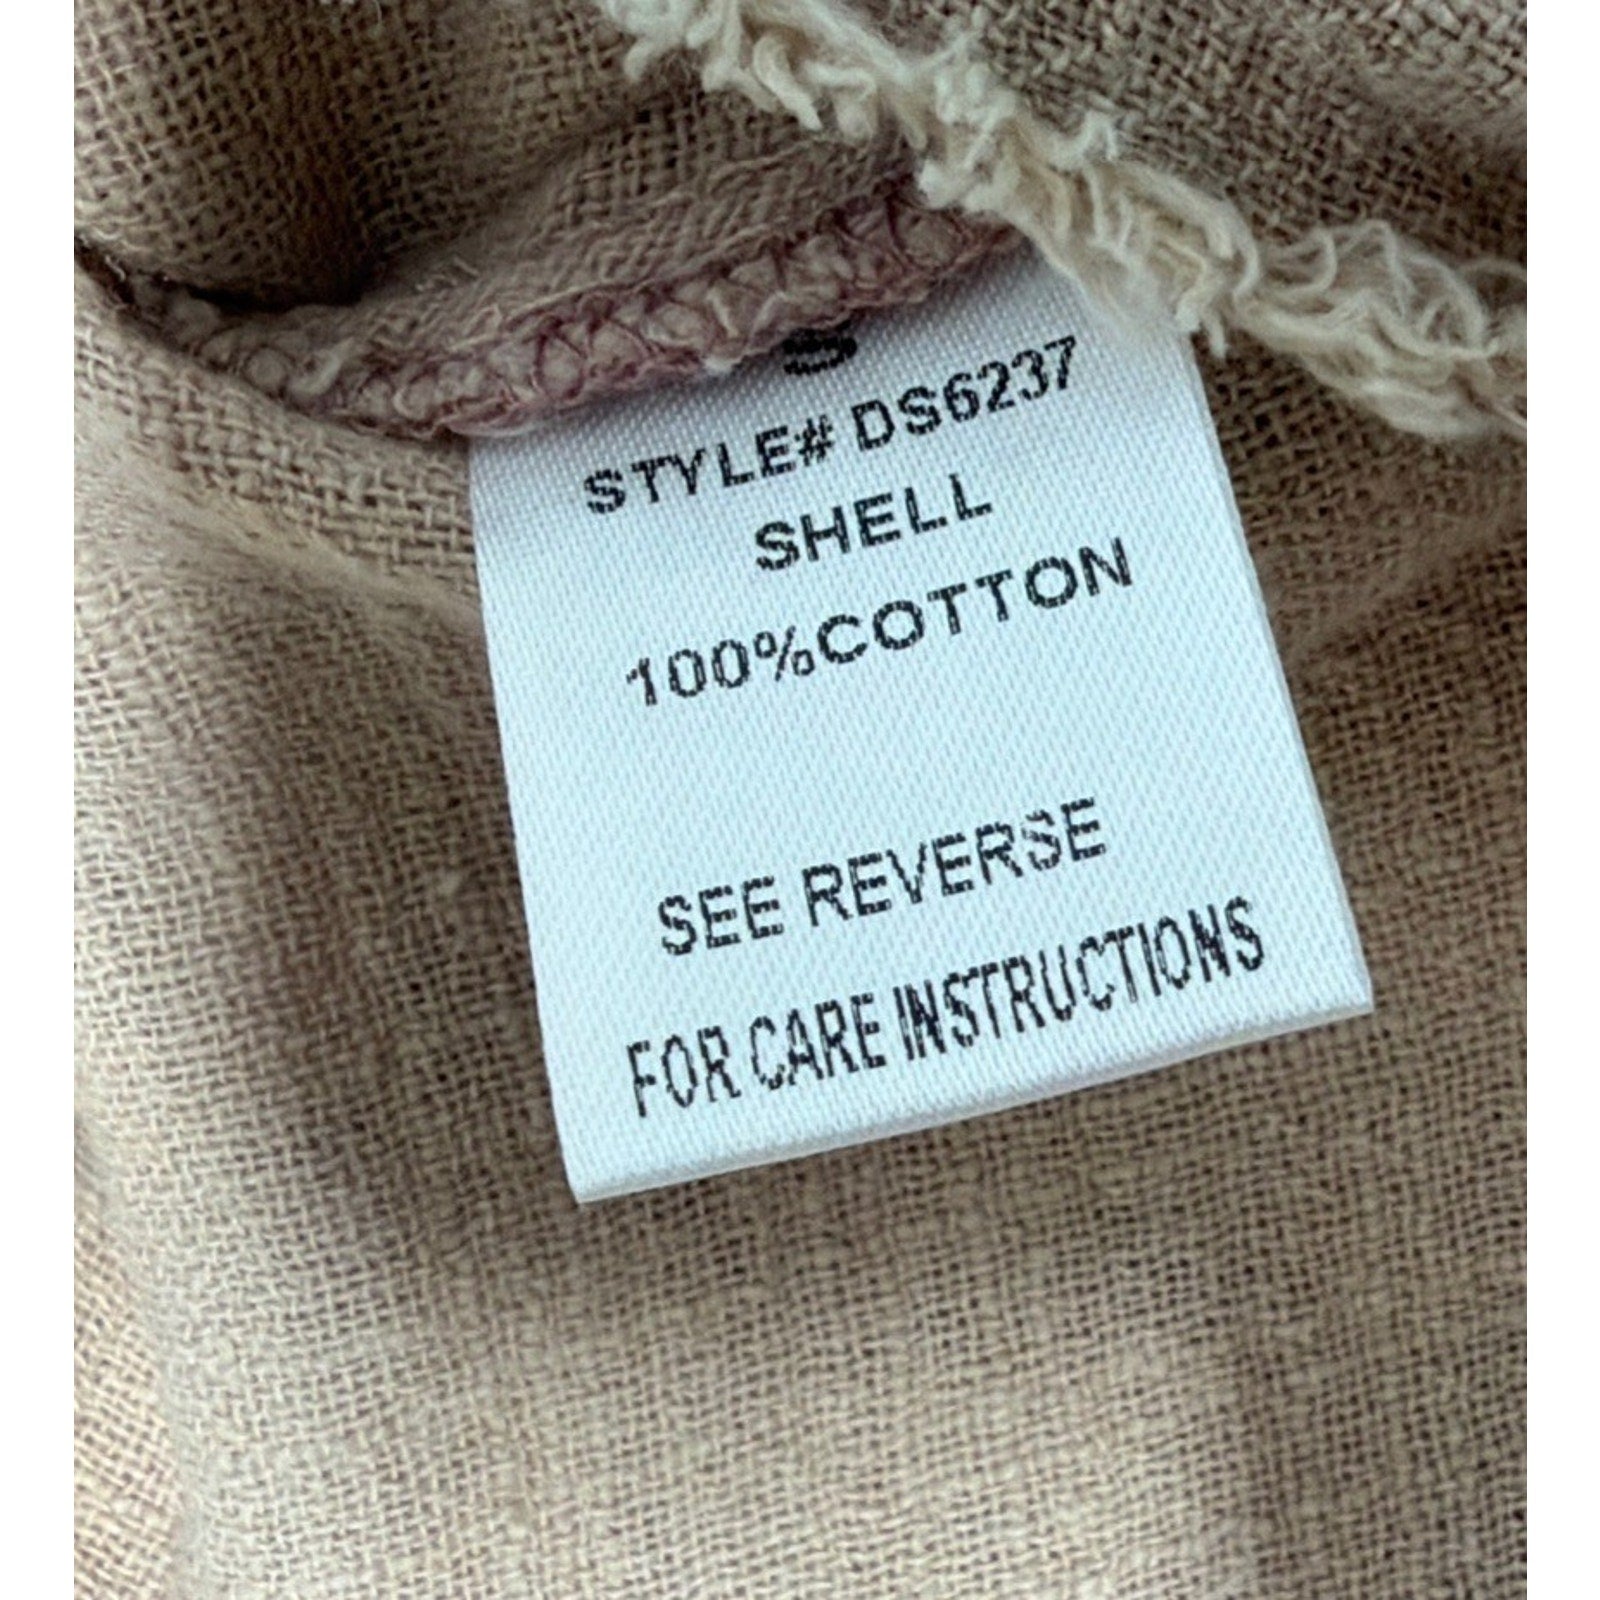 S
STYLE# DS6237
SHELL
100%COTTON
SEE REVERSE
FOR CARE INSTRUCTIONS